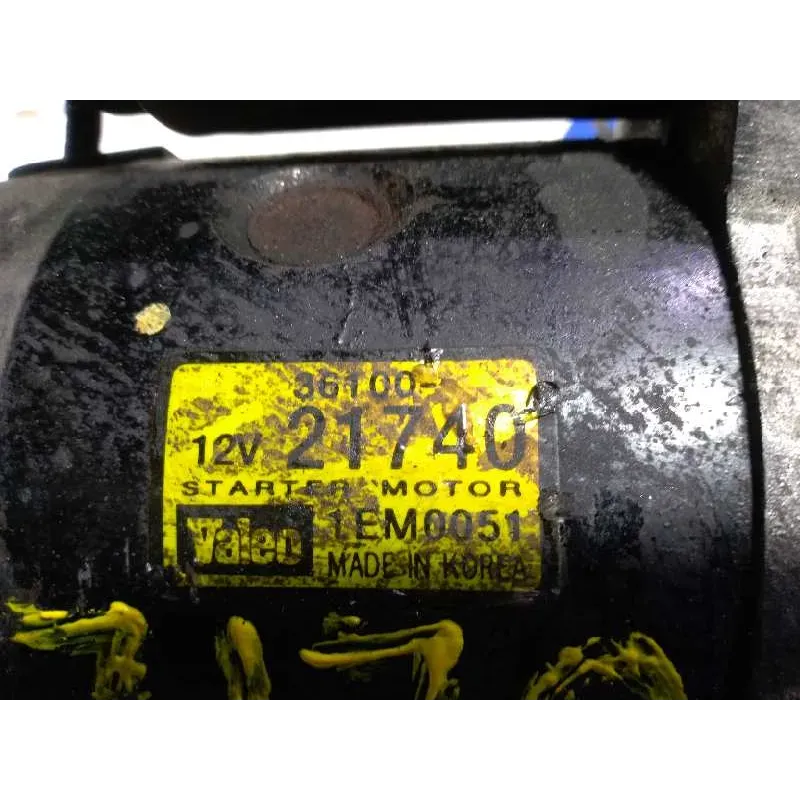 36100-
12V 21740
STARTER MOTOR
Valeo 1EM0051
MADE IN KOREA